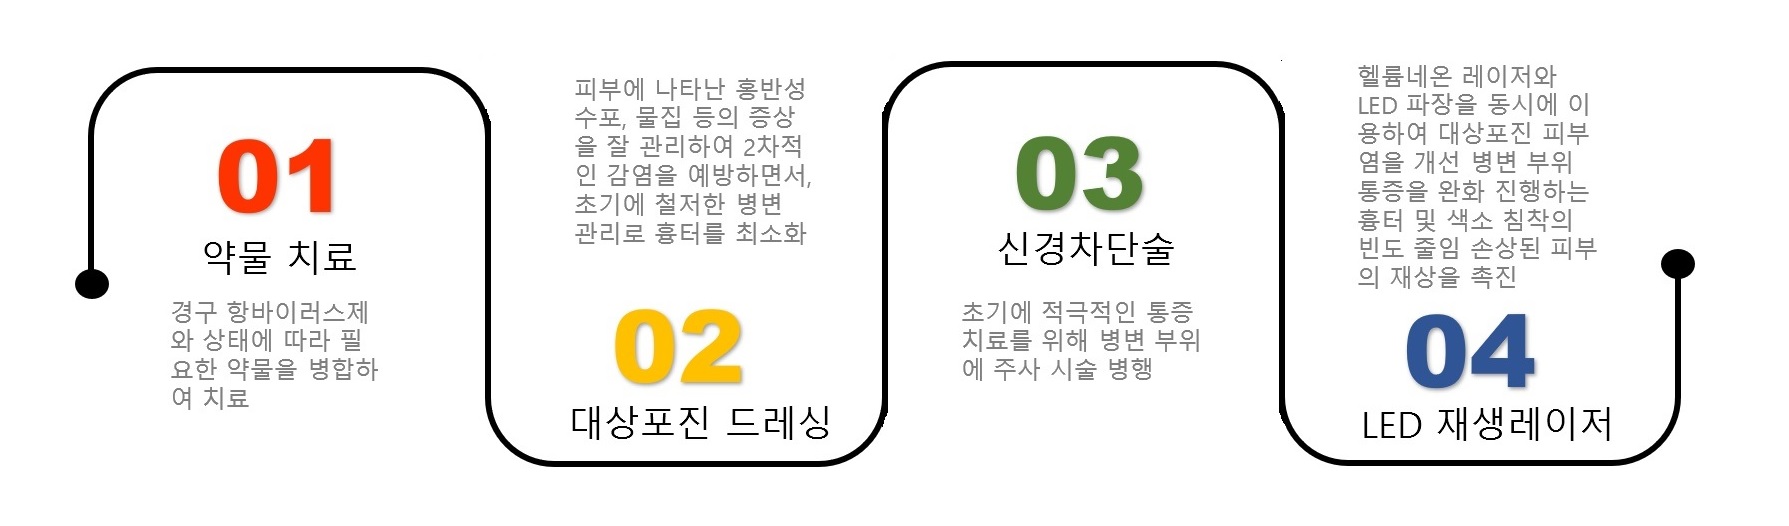 01
약물 치료
경구 항바이러스제
와 상태에 따라 필
요한 약물을 병합하
여 치료
피부에 나타난 홍반성
수포, 물집 등의 증상
을 잘 관리하여 2차적
인 감염을 예방하면서,
초기에 철저한 병변
관리로 흉터를 최소화
02
대상포진 드레싱
03
신경차단술
초기에 적극적인 통증
치료를 위해 병변 부위
에 주사 시술 병행
헬륨네온 레이저와
LED 파장을 동시에 이
용하여 대상포진 피부
염을 개선 병변 부위
통증을 완화 진행하는
흉터 및 색소 침착의
빈도 줄임 손상된 피부
의 재상을 촉진
04
LED 재생레이저